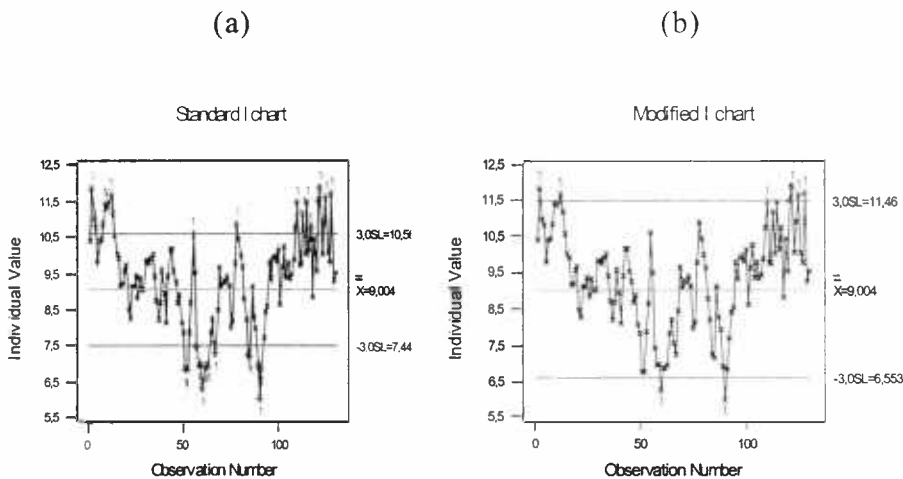 (a)
(b)
Standard I chart
Modified I chart
12,5
11,5
10,5
9,5
8,5
7,5
6,5
5,5
Individual Value
3,0SL=10,5
X=9,004
-3,0SL=7,44
0
50
100
Observation Number
12,5
11,5
10,5
9,5
8,5
7,5
6,5
5,5
Individual Value
3,0SL=11,46
X=9,004
-3,0SL=6,553
0
50
100
Observation Number